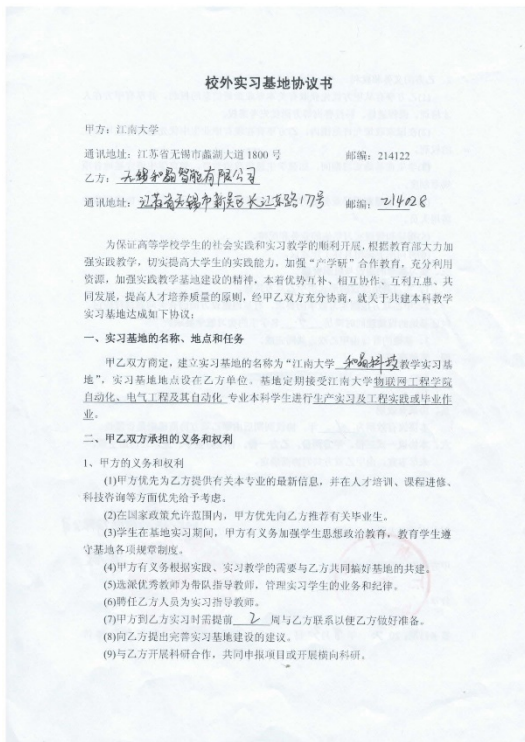 校外实习基地协议书
甲方：江南大学
通讯地址：江苏省无锡市蠡湖大道 1800 号 邮编：214122
乙方：无锡和晶智能有限公司
通讯地址：江苏省无锡市新吴区长江东路177号 邮编：214028
为保证高等学校学生的社会实践和实习教学的顺利开展，根据教育部大力加
强实践教学，切实提高大学生的实践能力，加强“产学研”合作教育，充分利用
资源，加强实践教学基地建设的精神，本着优势互补、相互协作、互利互惠、共
同发展，提高人才培养质量的原则，经甲乙双方充分协商，就关于共建本科教学
实习基地达成如下协议：
一、实习基地的名称、地点和任务
甲乙双方商定，建立实习基地的名称为“江南大学 和晶科技教学实习基
地”，实习基地地点设在乙方单位。基地定期接受江南大学物联网工程学院
自动化、电气工程及其自动化 专业本科学生进行生产实习及工程实践或毕业作
业。
二、甲乙双方承担的义务和权利
1、甲方的义务和权利
(1)甲方优先为乙方提供有关本专业的最新信息，并在人才培训、课程进修、
科技咨询等方面优先给予考虑。
(2)在国家政策允许范围内，甲方优先向乙方推荐有关毕业生。
(3)学生在基地实习期间，甲方有义务加强学生思想政治教育，教育学生遵
守基地各项规章制度。
(4)甲方有义务根据实践、实习教学的需要与乙方共同搞好基地的共建。
(5)选派优秀教师为带队指导教师，管理实习学生的业务和纪律。
(6)聘任乙方人员为实习指导教师。
(7)甲方到乙方实习时需提前 2 周与乙方联系以便乙方做好准备。
(8)向乙方提出完善实习基地建设的建议。
(9)与乙方开展科研合作，共同申报项目或开展横向科研。